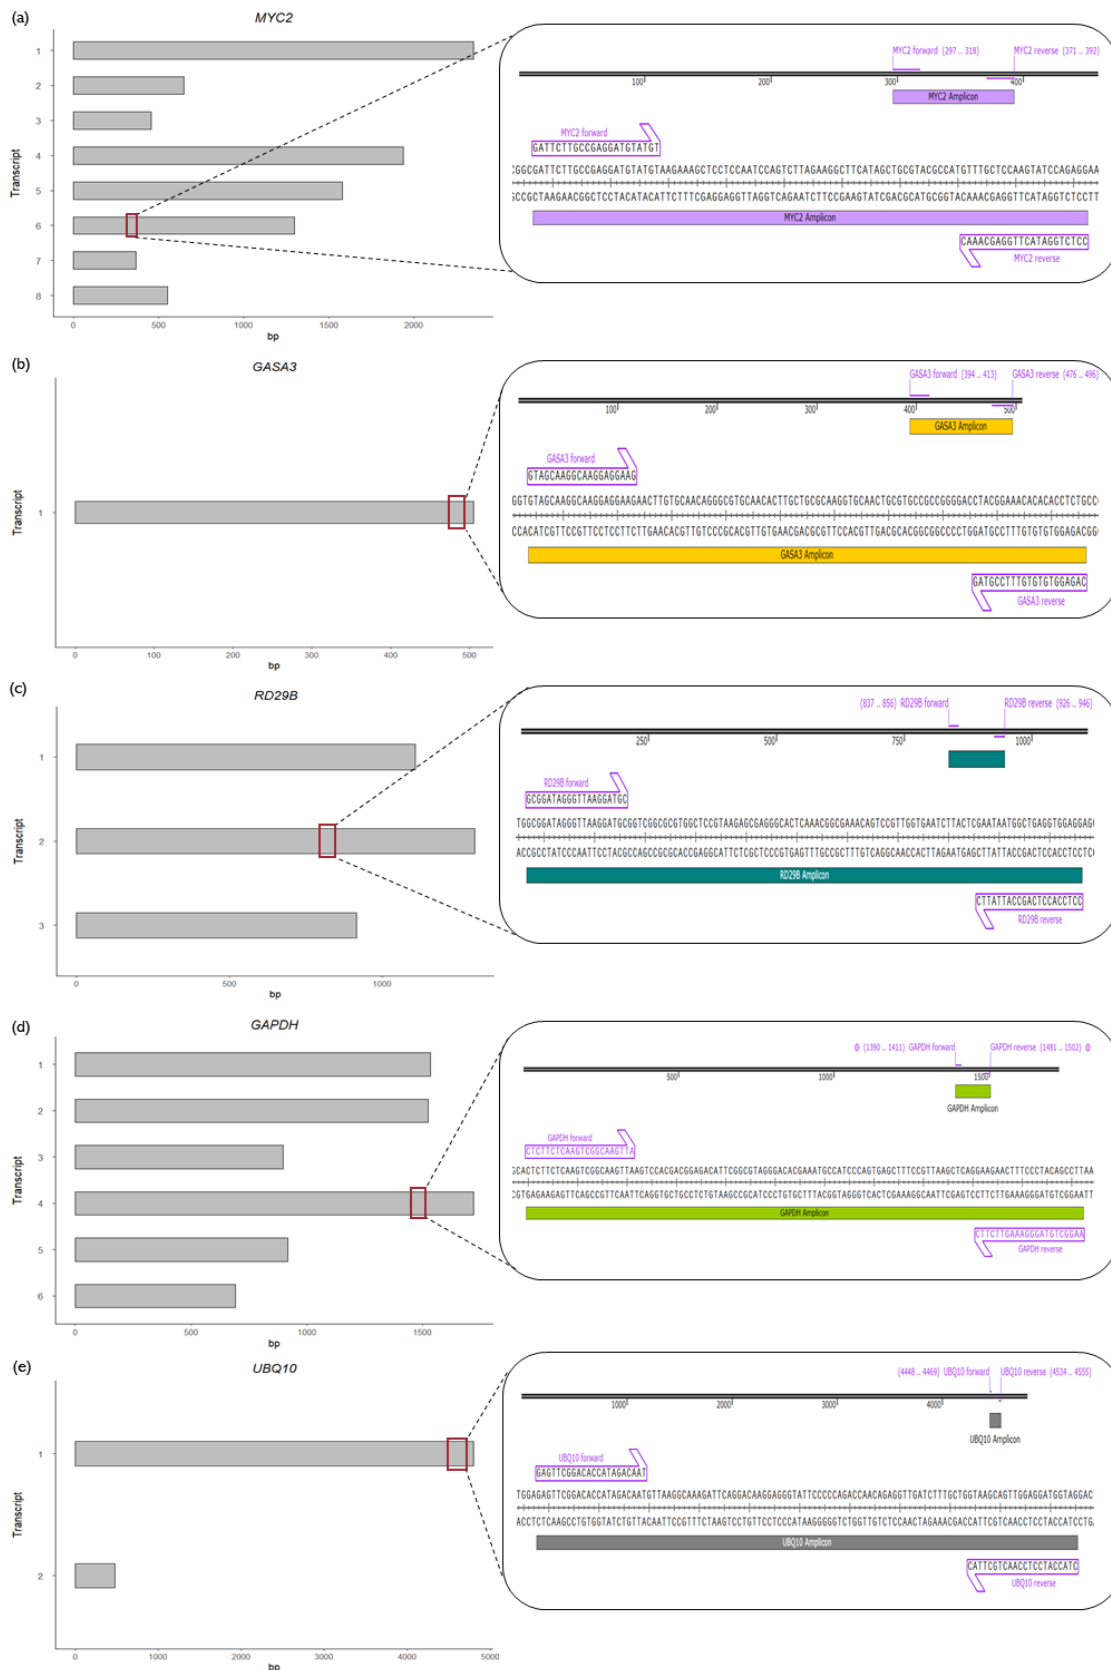 (a)
MYC2
Transcript
1
2
3
4
5
6
7
8
0
500
1000
1500
2000
bp
MYC2 forward (297 .. 318)
MYC2 reverse (371 .. 392)
100
200
300
400
MYC2 Amplicon
MYC2 forward
GATTCTTGCCGAGGATGTATGT
MYC2 Amplicon
CAAACGAGGTTCATAGGTCTCC
MYC2 reverse
(b)
GASA3
Transcript
1
0
100
200
300
400
500
bp
GASA3 forward (394 .. 413)
GASA3 reverse (476 .. 496)
100
200
300
400
500
GASA3 Amplicon
GASA3 forward
GTAGCAAGGCAAGGAGGAAG
GASA3 Amplicon
GATGCCTTTGTGTGTGGAGAC
GASA3 reverse
(c)
RD29B
Transcript
1
2
3
0
500
1000
bp
(837 .. 856) RD29B forward
RD29B reverse (926 .. 946)
250
500
750
1000
RD29B forward
GCGGATAGGGTTAAGGATGC
RD29B Amplicon
CTTATTACCGACTCCACCTCC
RD29B reverse
(d)
GAPDH
Transcript
1
2
3
4
5
6
0
500
1000
1500
bp
(1390 .. 1411) GAPDH forward
GAPDH reverse (1481 .. 1502)
500
1000
1500
GAPDH Amplicon
GAPDH forward
CTCTTCTCAAGTCGGCAAGTTA
GAPDH Amplicon
CTTCTTGAAAGGGATGTCGGAA
GAPDH reverse
(e)
UBQ10
Transcript
1
2
0
1000
2000
3000
4000
5000
bp
(4448 .. 4469) UBQ10 forward
UBQ10 reverse (4534 .. 4555)
1000
2000
3000
4000
UBQ10 Amplicon
UBQ10 forward
GAGTTCGGACACCATAGACAAT
UBQ10 Amplicon
CATTCGTCAACCTCCTACCATC
UBQ10 reverse